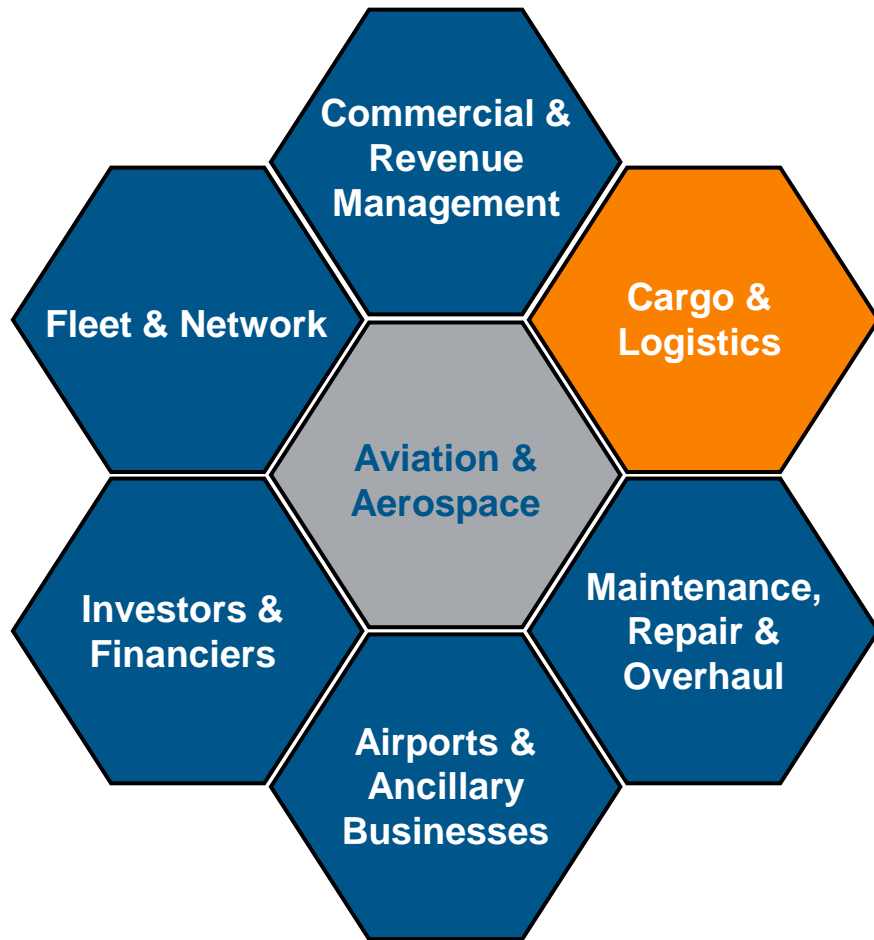 Commercial &
Revenue
Management
Fleet & Network
Cargo &
Logistics
Aviation &
Aerospace
Investors &
Financiers
Maintenance,
Repair &
Overhaul
Airports &
Ancillary
Businesses